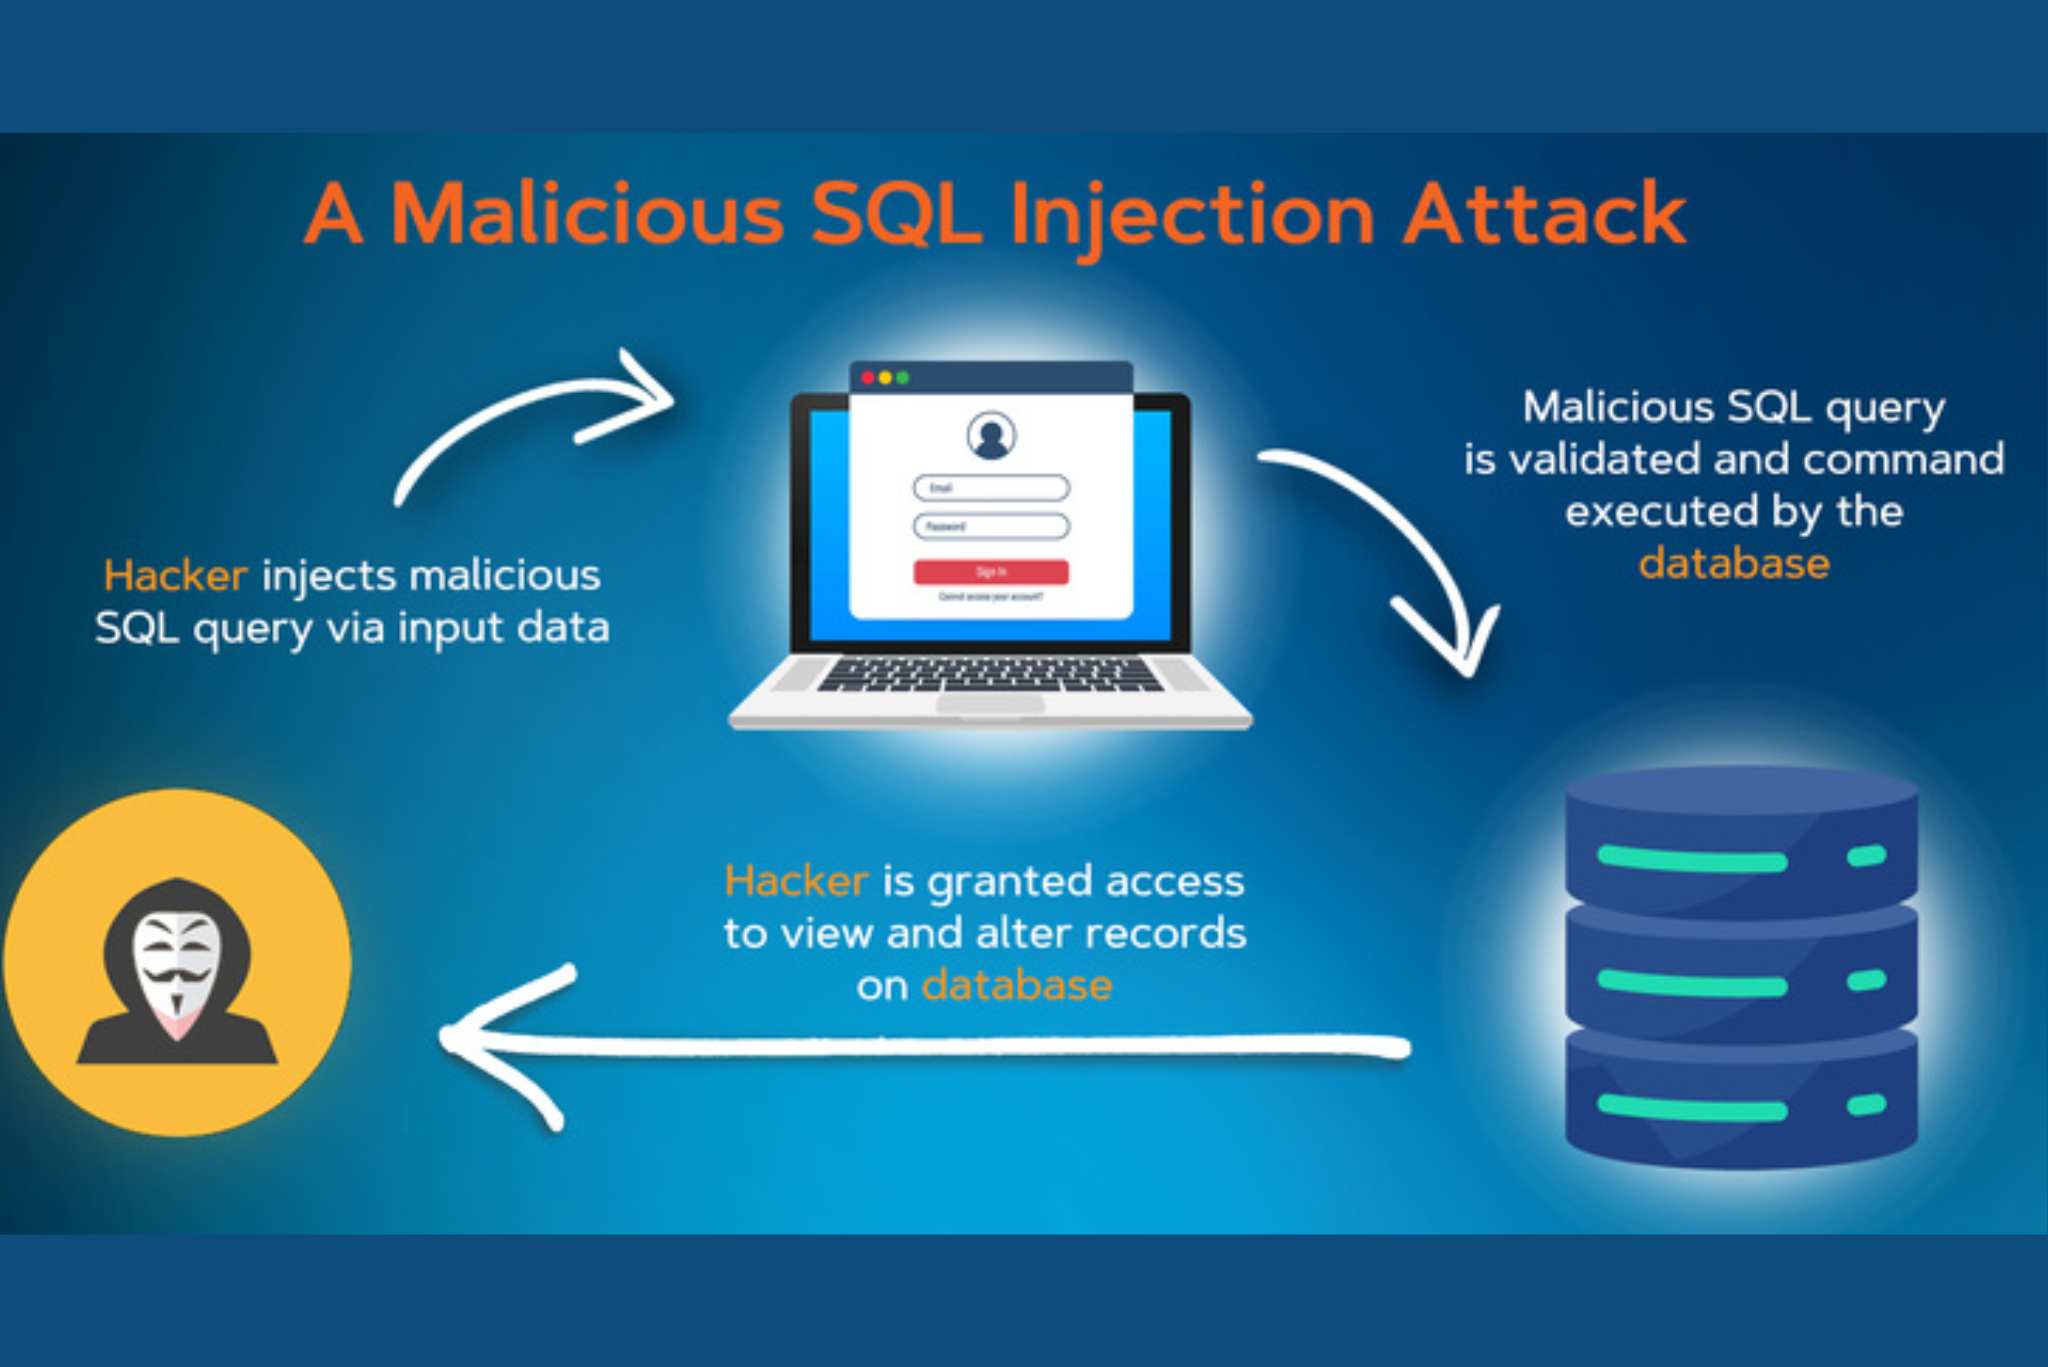 A Malicious SQL Injection Attack
Hacker injects malicious
SQL query via input data
Email
Password
Sign In
Cannot access your account?
Malicious SQL query
is validated and command
executed by the
database
Hacker is granted access
to view and alter records
on database